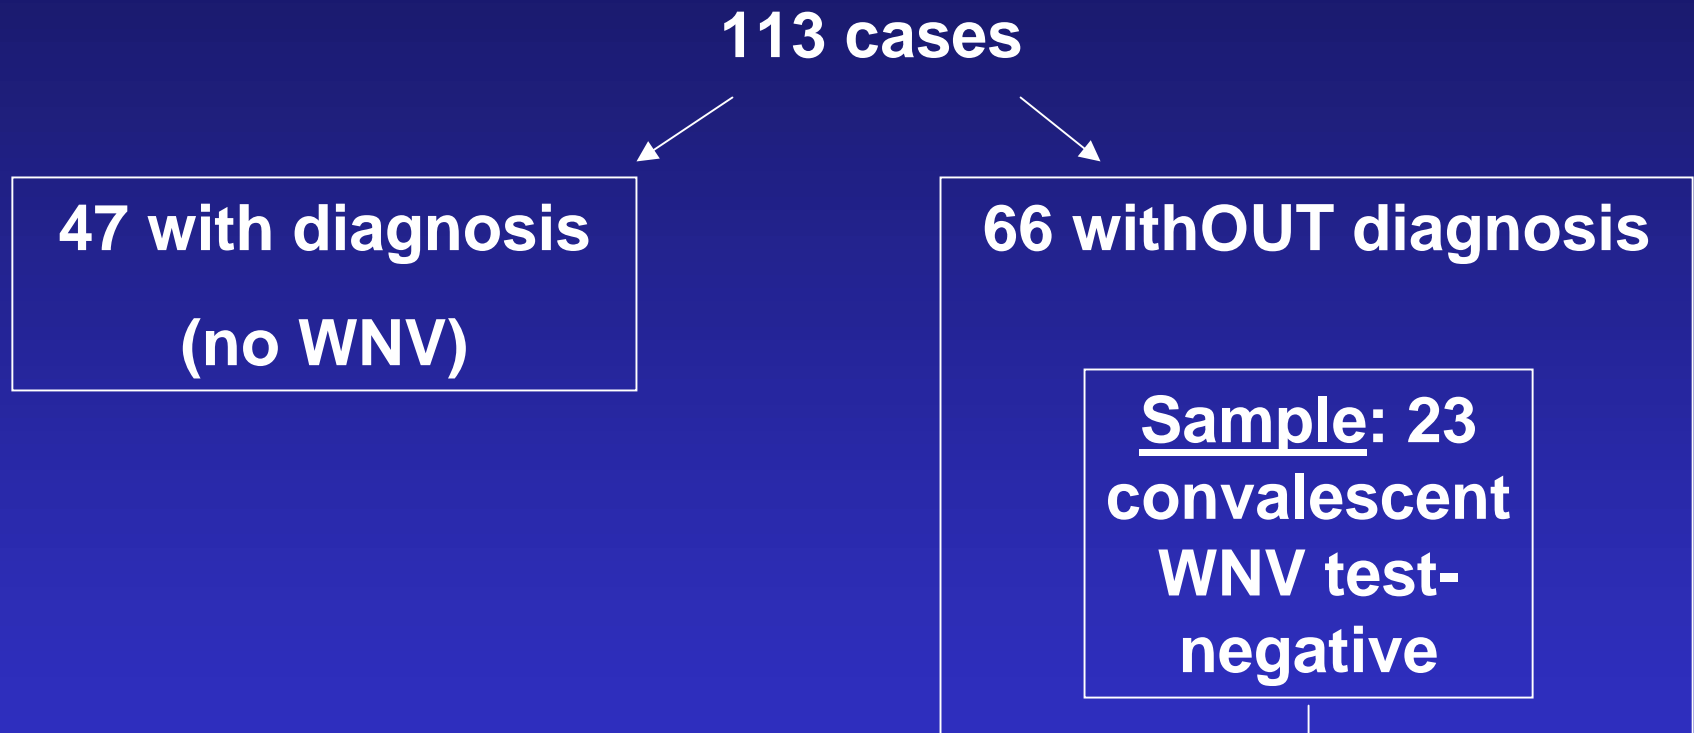 113 cases
47 with diagnosis
(no WNV)
66 withOUT diagnosis
Sample: 23
convalescent
WNV test-
negative